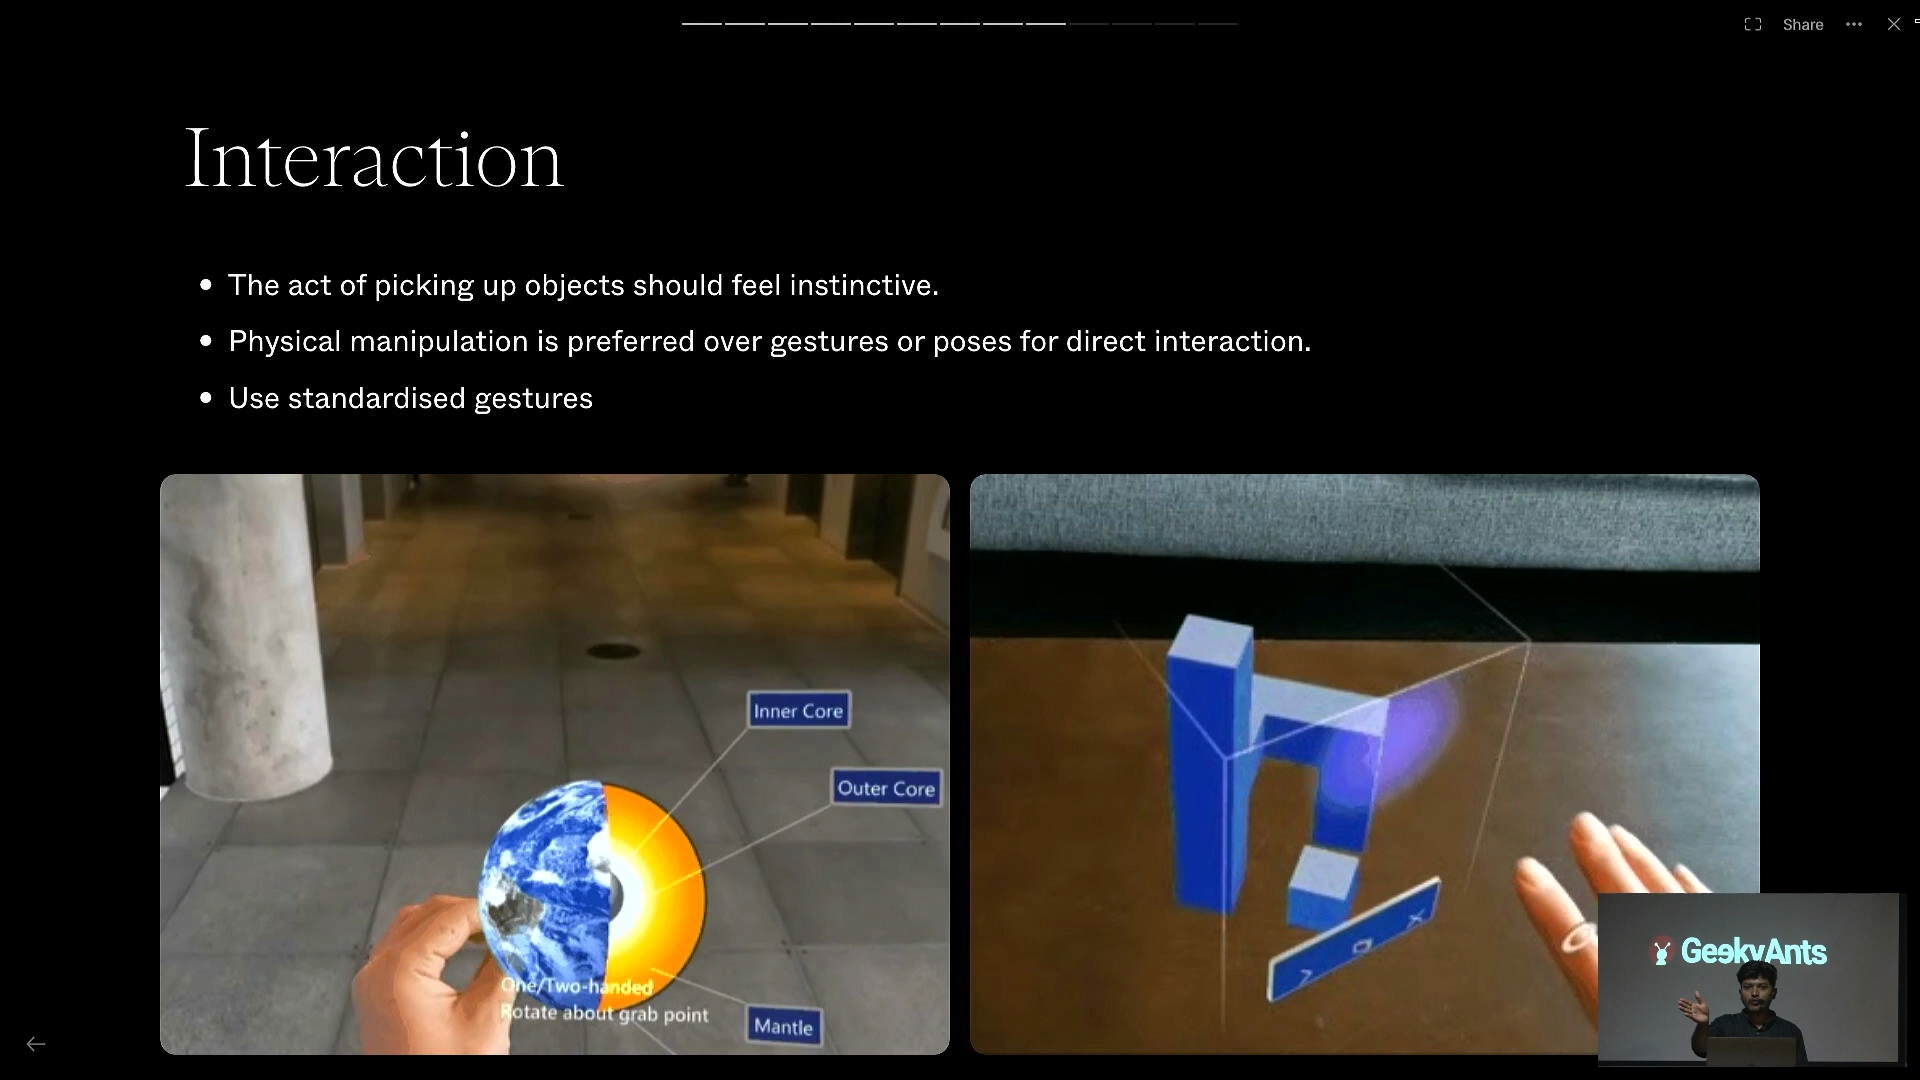 Share
Interaction
The act of picking up objects should feel instinctive.
Physical manipulation is preferred over gestures or poses for direct interaction.
Use standardised gestures
Inner Core
Outer Core
One/Two-handed
Rotate about grab point
Mantle
GeekyAnts